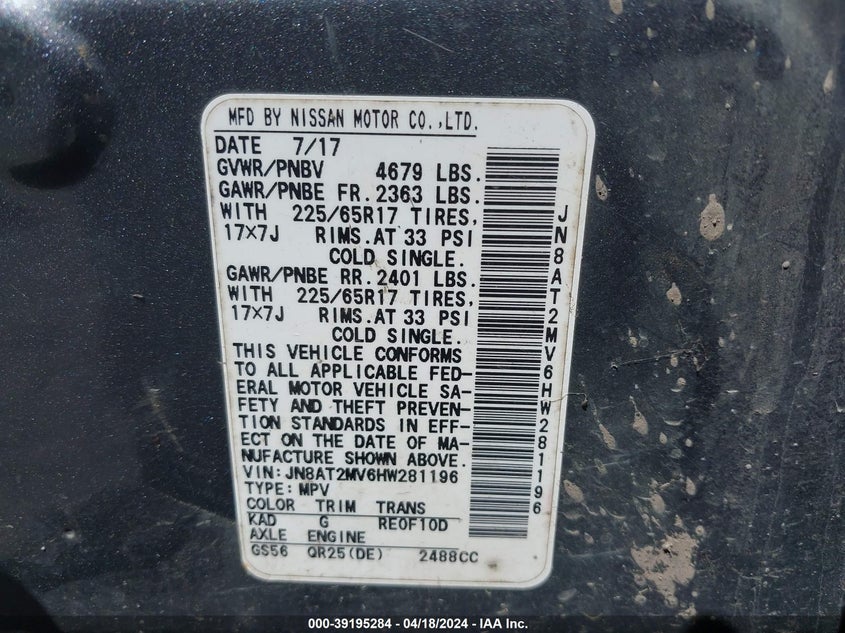 MFD BY NISSAN MOTOR CO.,LTD.
DATE 7/17
GVWR/PNBV 4679 LBS.
GAWR/PNBE FR. 2363 LBS.
WITH 225/65R17 TIRES,
17×7J RIMS. AT 33 PSI
COLD SINGLE.
GAWR/PNBE RR. 2401 LBS.
WITH 225/65R17 TIRES,
17×7J RIMS. AT 33 PSI
COLD SINGLE.
THIS VEHICLE CONFORMS
TO ALL APPLICABLE FED-
ERAL MOTOR VEHICLE SA-
FETY AND THEFT PREVEN-
TION STANDARDS IN EFF-
ECT ON THE DATE OF MA-
NUFACTURE SHOWN ABOVE.
VIN: JN8AT2MV6HW281196
TYPE: MPV
COLOR TRIM TRANS
KAD G RE0F10D
AXLE ENGINE
GS56 QR25(DE) 2488CC
JN8AT2MV6HW281196
000-39195284 - 04/18/2024 - IAA Inc.